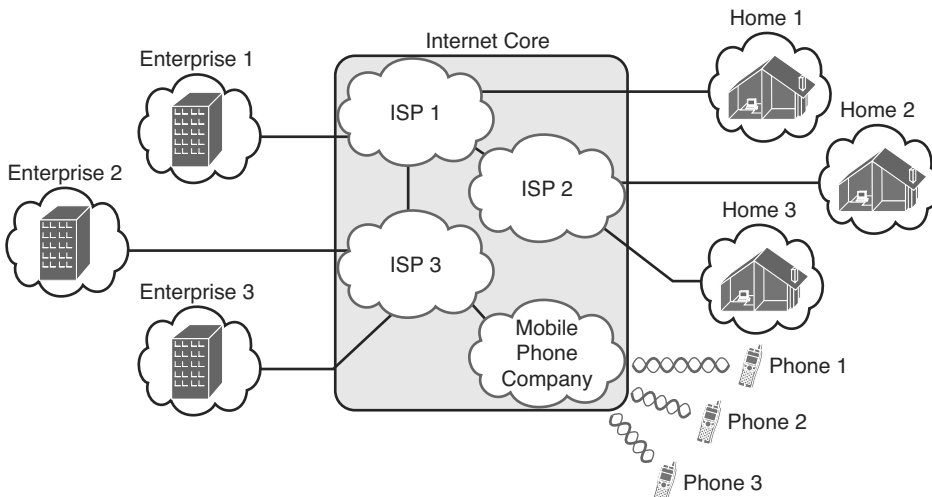 Home 1
Internet Core
Enterprise 1
Home 2
ISP 1
Enterprise 2
ISP 2
Home 3
ISP 3
Enterprise 3
Mobile
Phone
Company
Phone 1
Phone 2
Phone 3